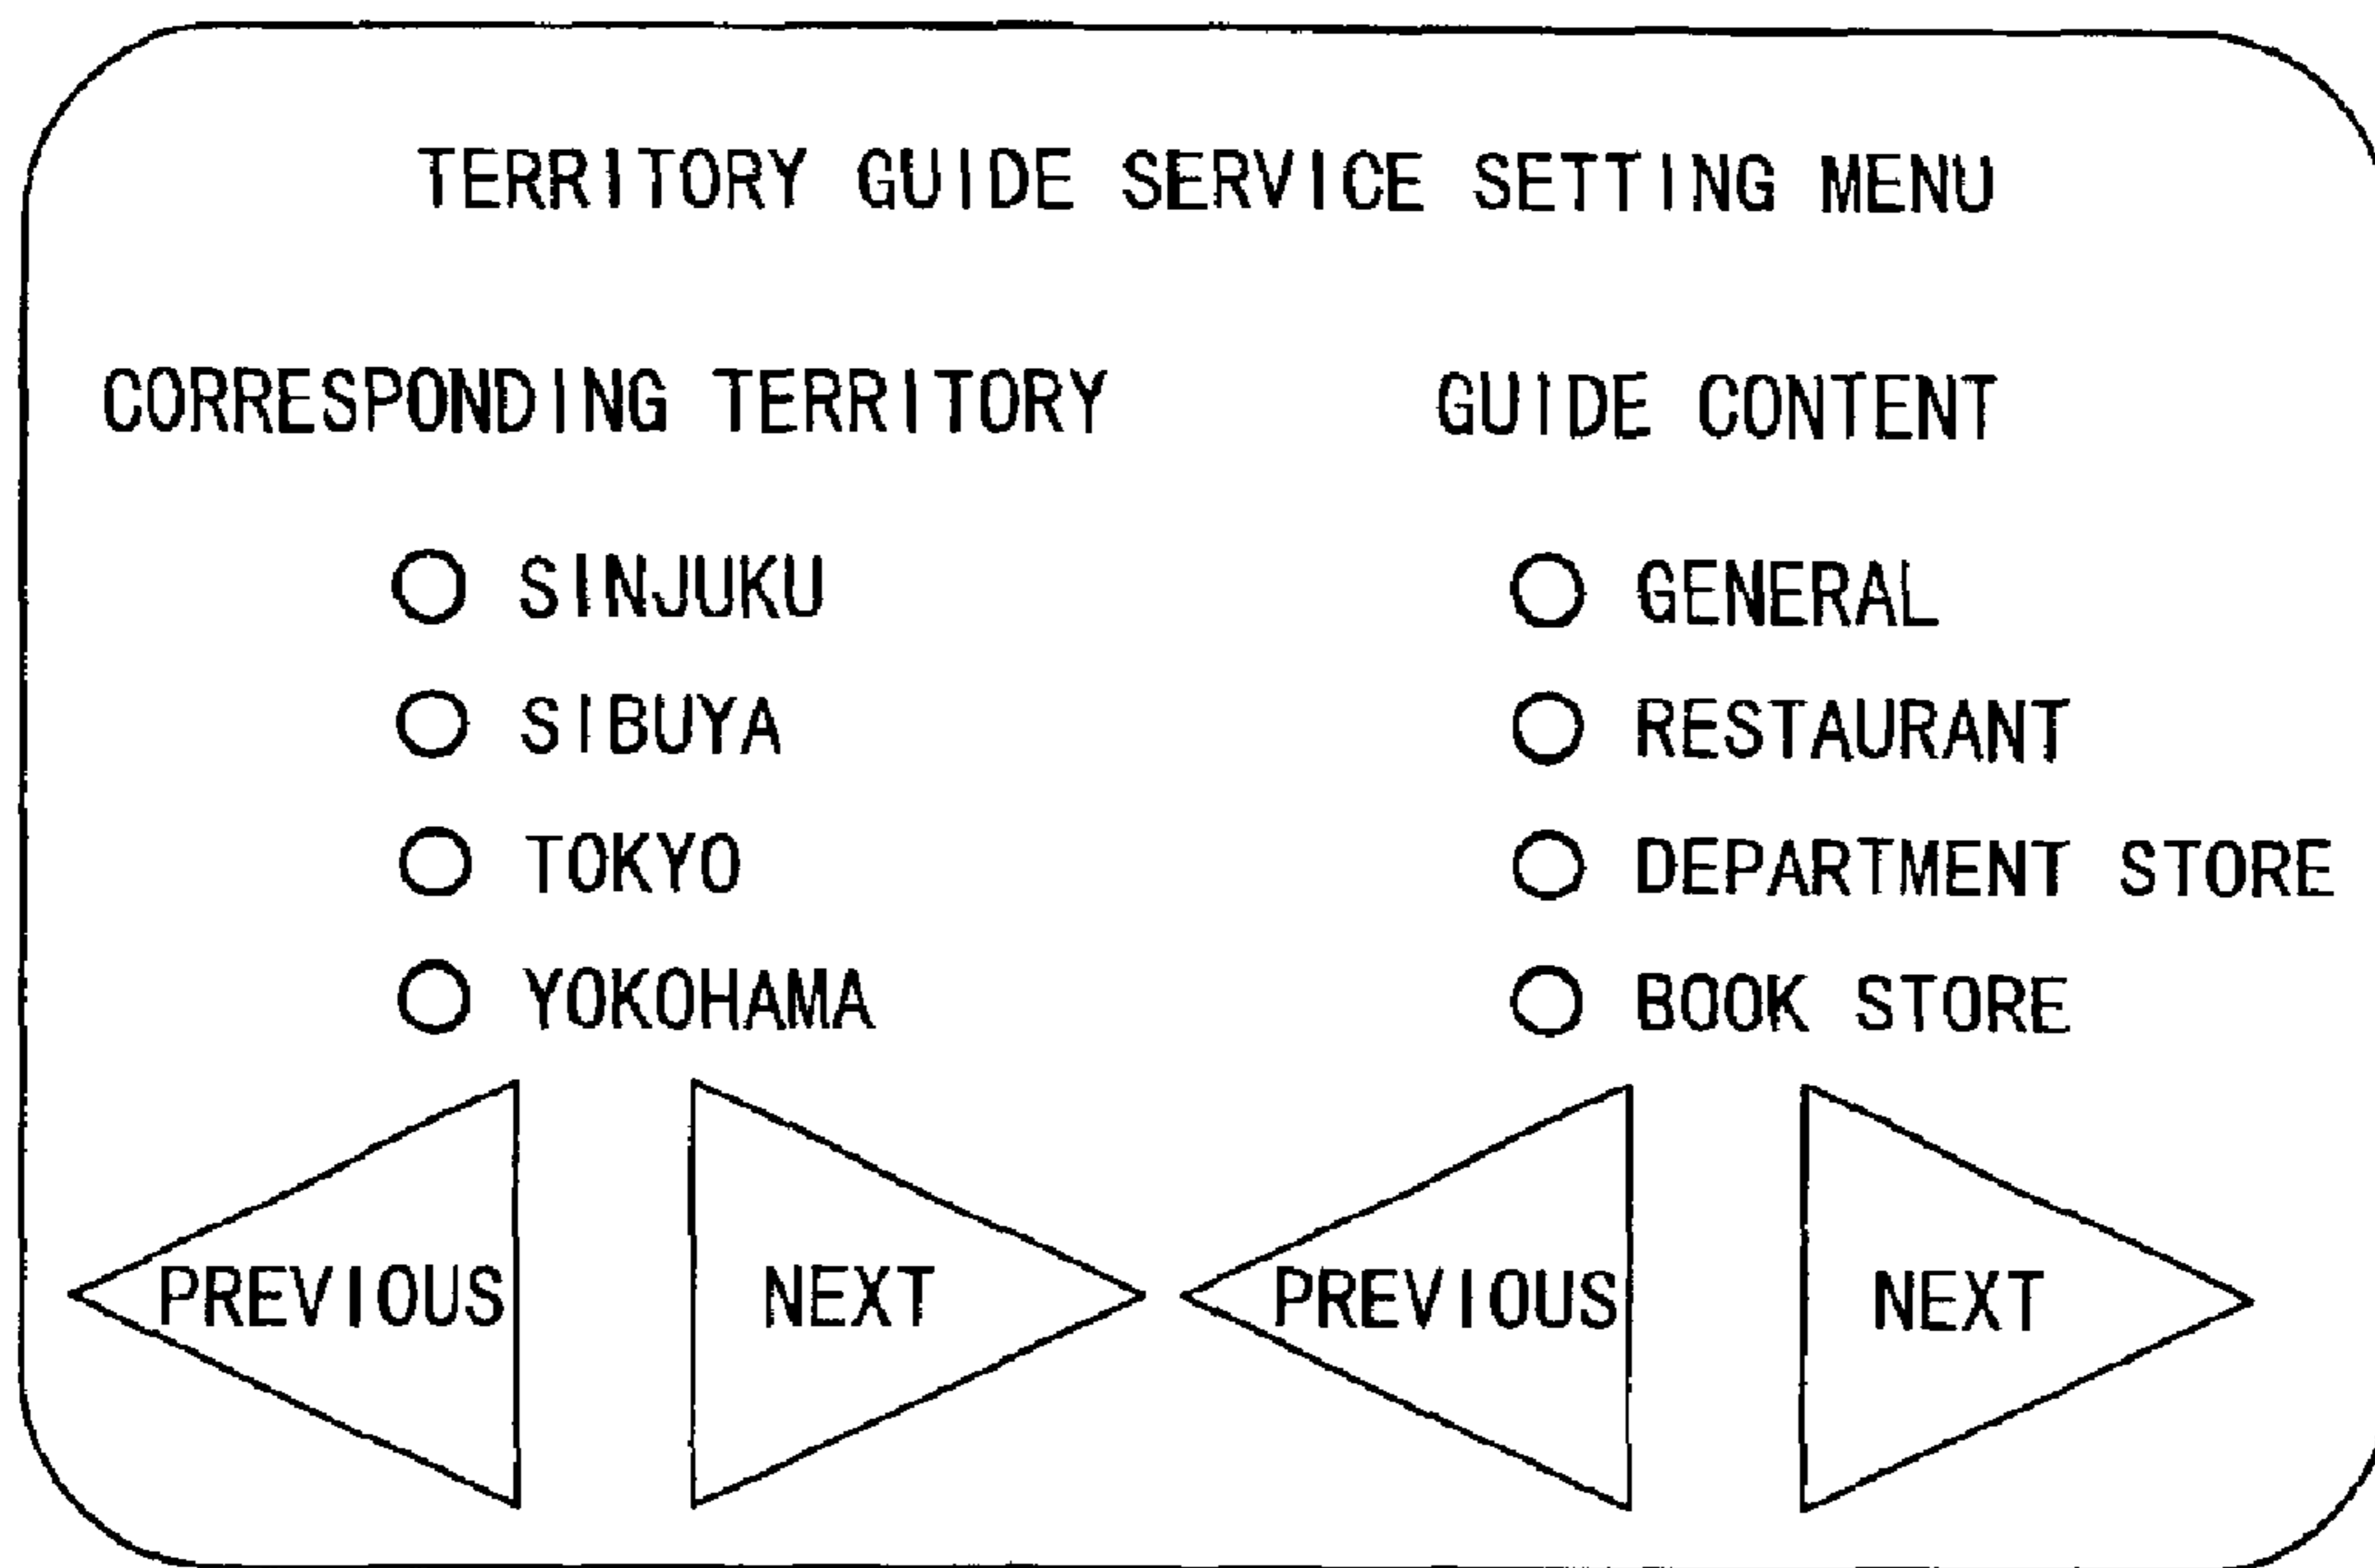 TERRITORY GUIDE SERVICE SETTING MENU
CORRESPONDING TERRITORY GUIDE CONTENT
SINJUKU GENERAL
SIBUYA RESTAURANT
TOKYO DEPARTMENT STORE
YOKOHAMA BOOK STORE
PREVIOUS NEXT PREVIOUS NEXT